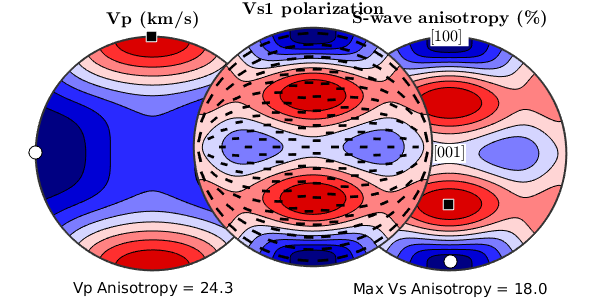 Vp (km/s)
Vs1 polarization
S-wave anisotropy (%)
[100]
[001]
Vp Anisotropy = 24.3
Max Vs Anisotropy = 18.0